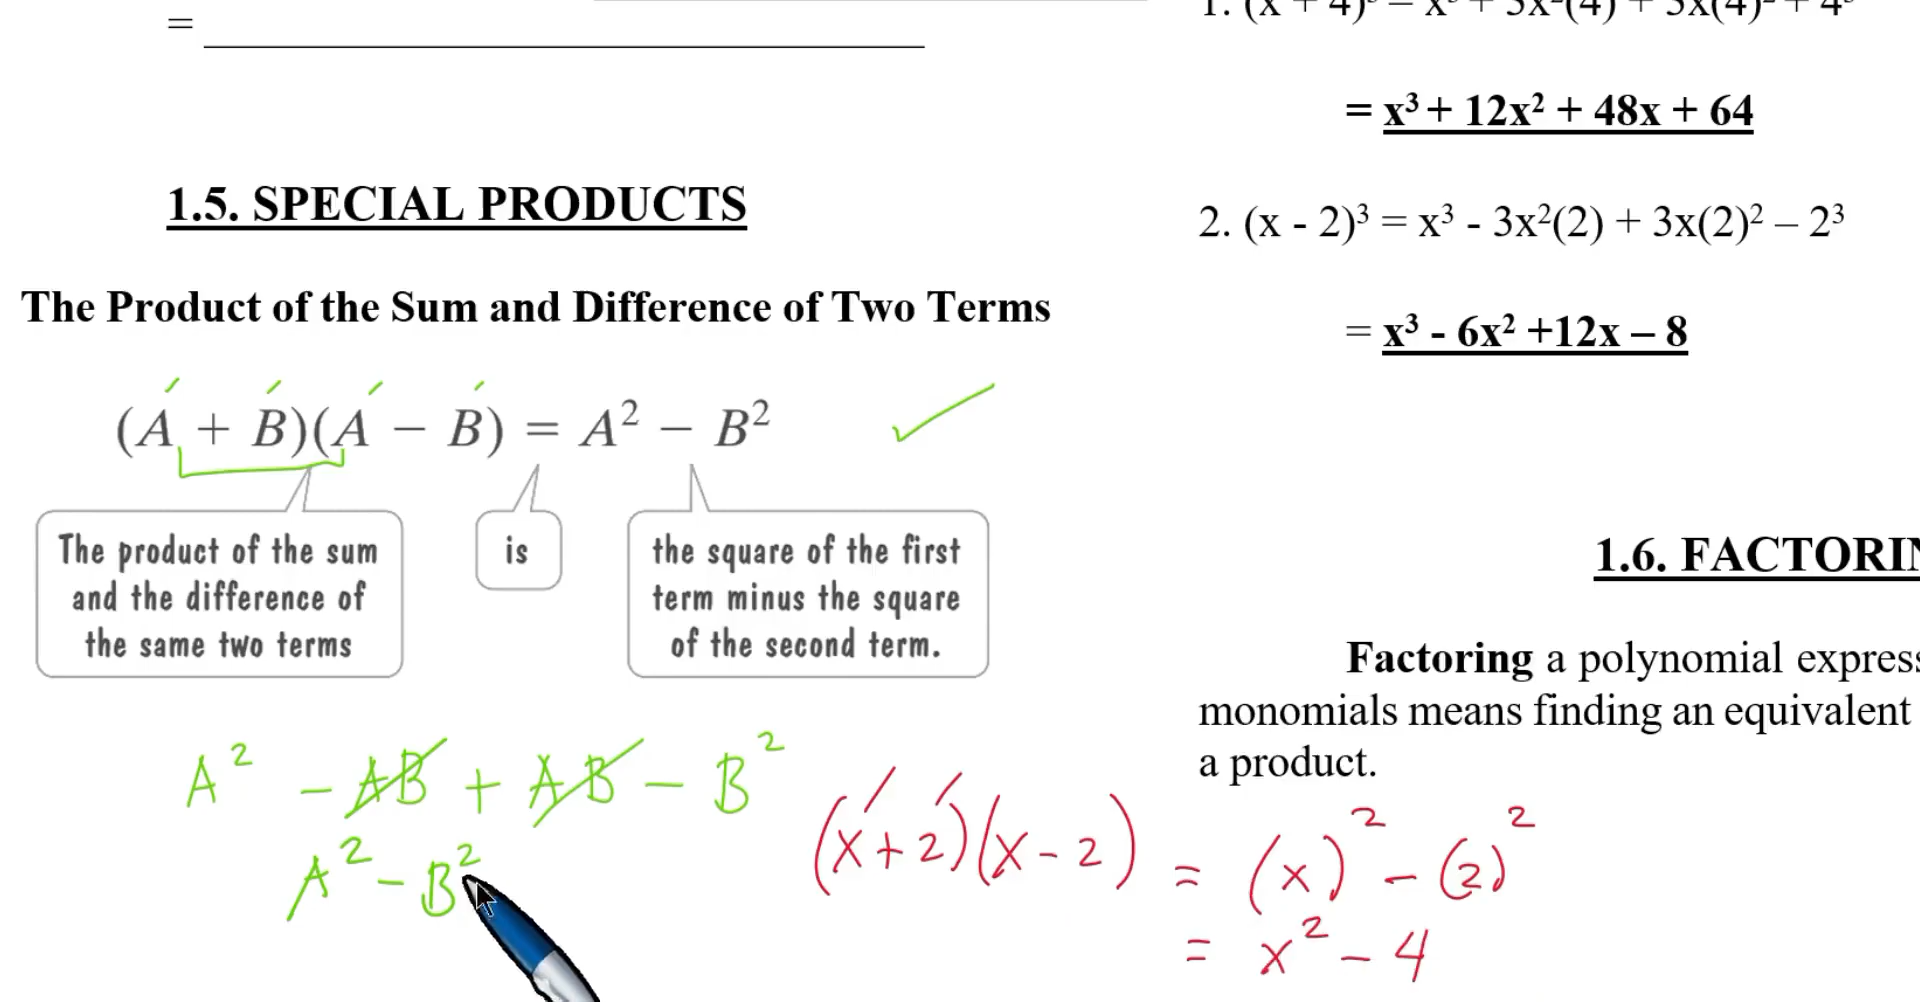 =
1.5. SPECIAL PRODUCTS
The Product of the Sum and Difference of Two Terms
(A + B)(A − B) = A² − B²
The product of the sum
and the difference of
the same two terms
is
the square of the first
term minus the square
of the second term.
A² − AB + AB − B²
A² − B²
(x+2)(x−2) = (x)² − (2)²
= x² − 4
1. (x + 4)³ = x³ + 3x²(4) + 3x(4)² + 4³
= x³ + 12x² + 48x + 64
2. (x - 2)³ = x³ - 3x²(2) + 3x(2)² – 2³
= x³ - 6x² +12x – 8
1.6. FACTORIN
Factoring a polynomial express
monomials means finding an equivalent
a product.